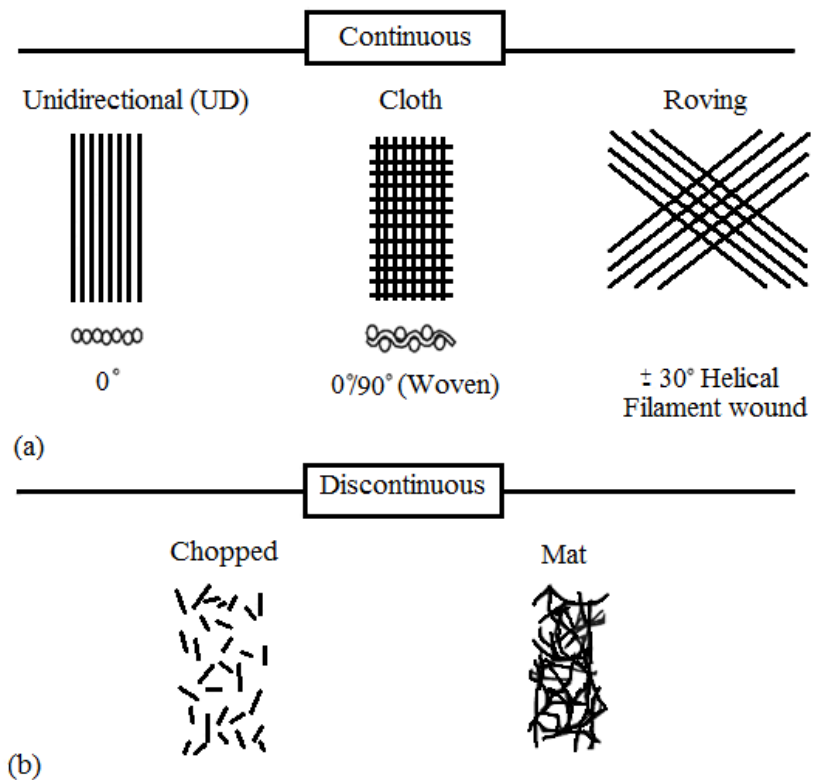 Continuous
Unidirectional (UD)
Cloth
Roving
0°
0°/90° (Woven)
± 30° Helical
Filament wound
(a)
Discontinuous
Chopped
Mat
(b)